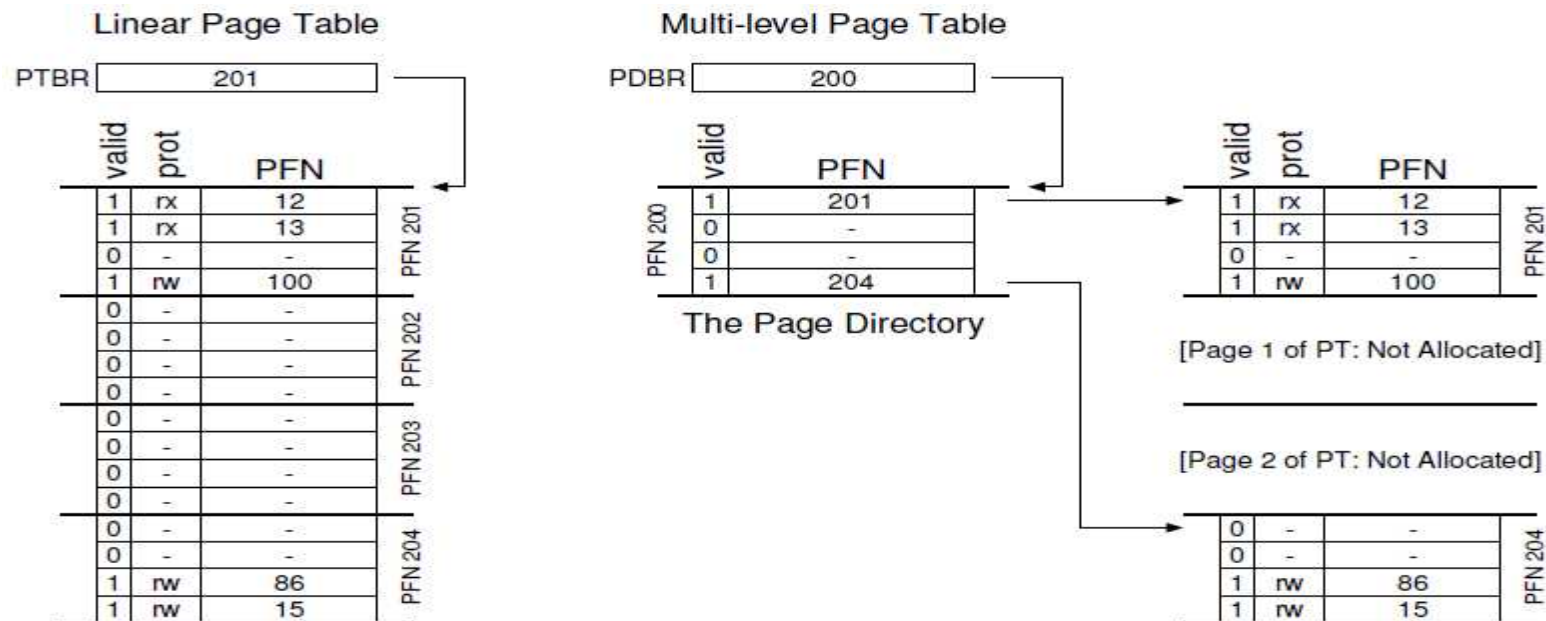 Linear Page Table
PTBR 201
valid prot PFN
1 rx 12
1 rx 13
0 - -
1 rw 100
PFN 201
0 - -
0 - -
0 - -
0 - -
PFN 202
0 - -
0 - -
0 - -
0 - -
PFN 203
0 - -
0 - -
1 rw 86
1 rw 15
PFN 204
Multi-level Page Table
PDBR 200
valid PFN
PFN 200
1 201
0 -
0 -
1 204
The Page Directory
valid prot PFN
1 rx 12
1 rx 13
0 - -
1 rw 100
PFN 201
[Page 1 of PT: Not Allocated]
[Page 2 of PT: Not Allocated]
0 - -
0 - -
1 rw 86
1 rw 15
PFN 204